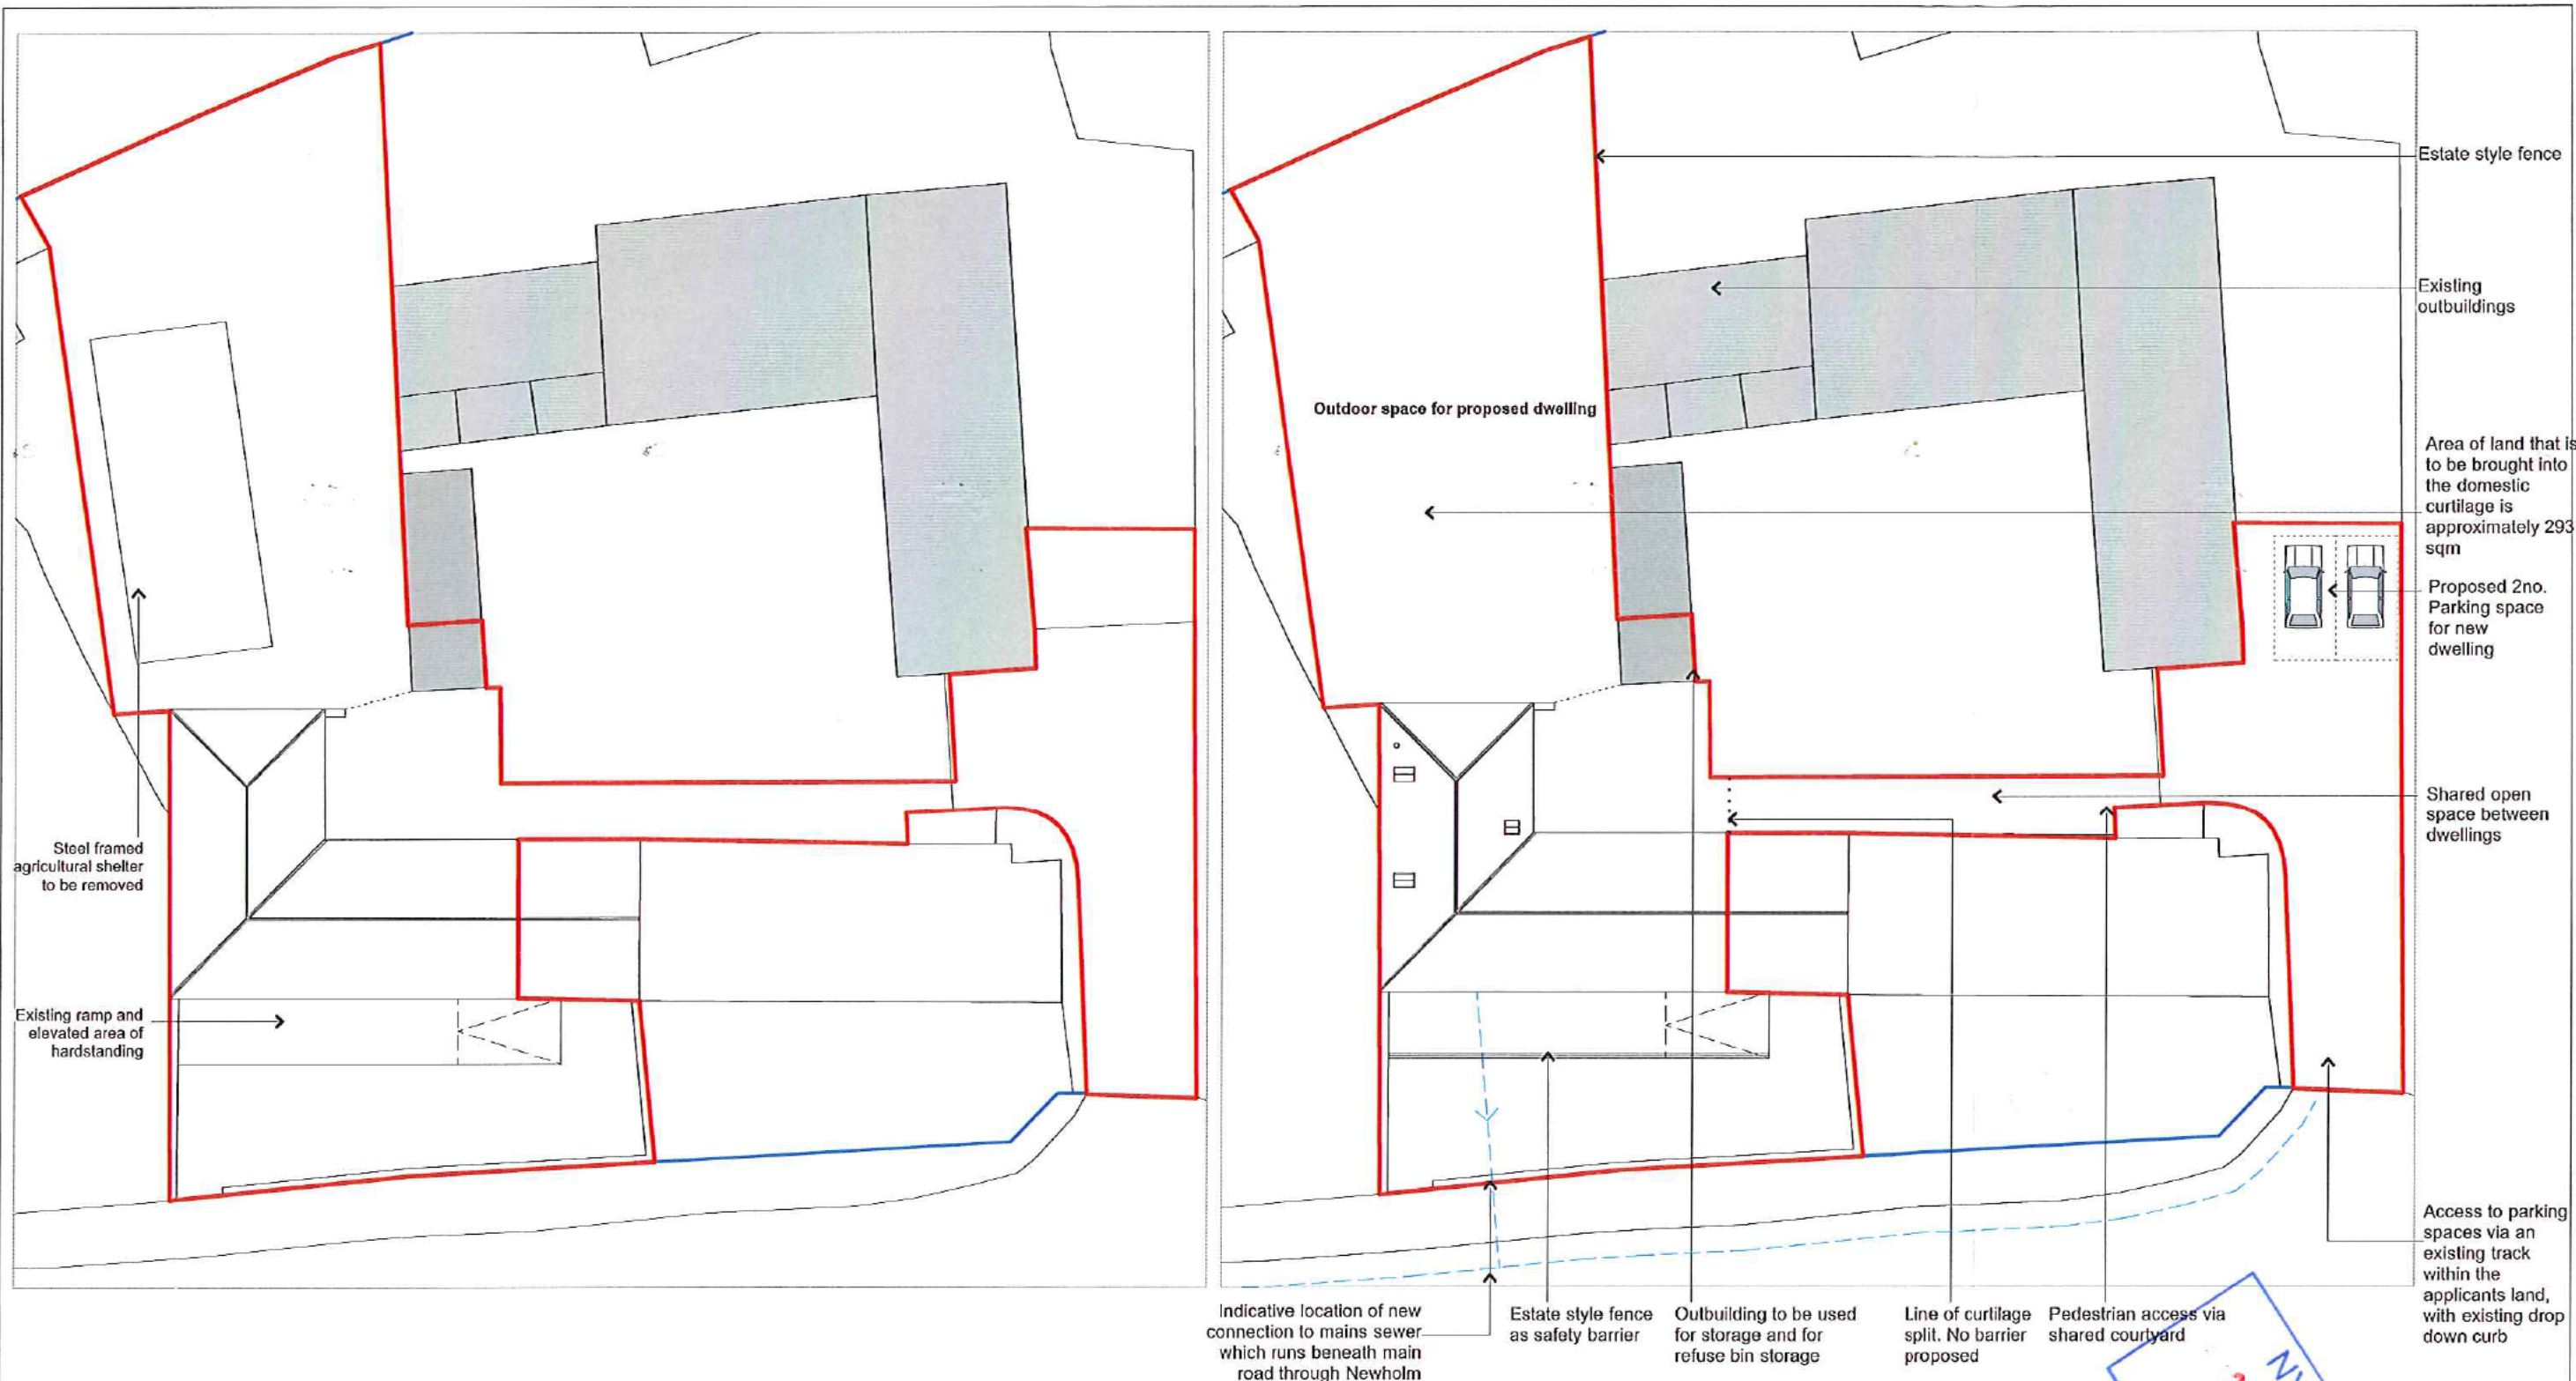 Steel framed
agricultural shelter
to be removed
Existing ramp and
elevated area of
hardstanding
Outdoor space for proposed dwelling
Estate style fence
Existing
outbuildings
Area of land that is
to be brought into
the domestic
curtilage is
approximately 293
sqm
Proposed 2no.
Parking space
for new
dwelling
Shared open
space between
dwellings
Access to parking
spaces via an
existing track
within the
applicants land,
with existing drop
down curb
Indicative location of new
connection to mains sewer
which runs beneath main
road through Newholm
Estate style fence
as safety barrier
Outbuilding to be used
for storage and for
refuse bin storage
Line of curtilage
split. No barrier
proposed
Pedestrian access via
shared courtyard